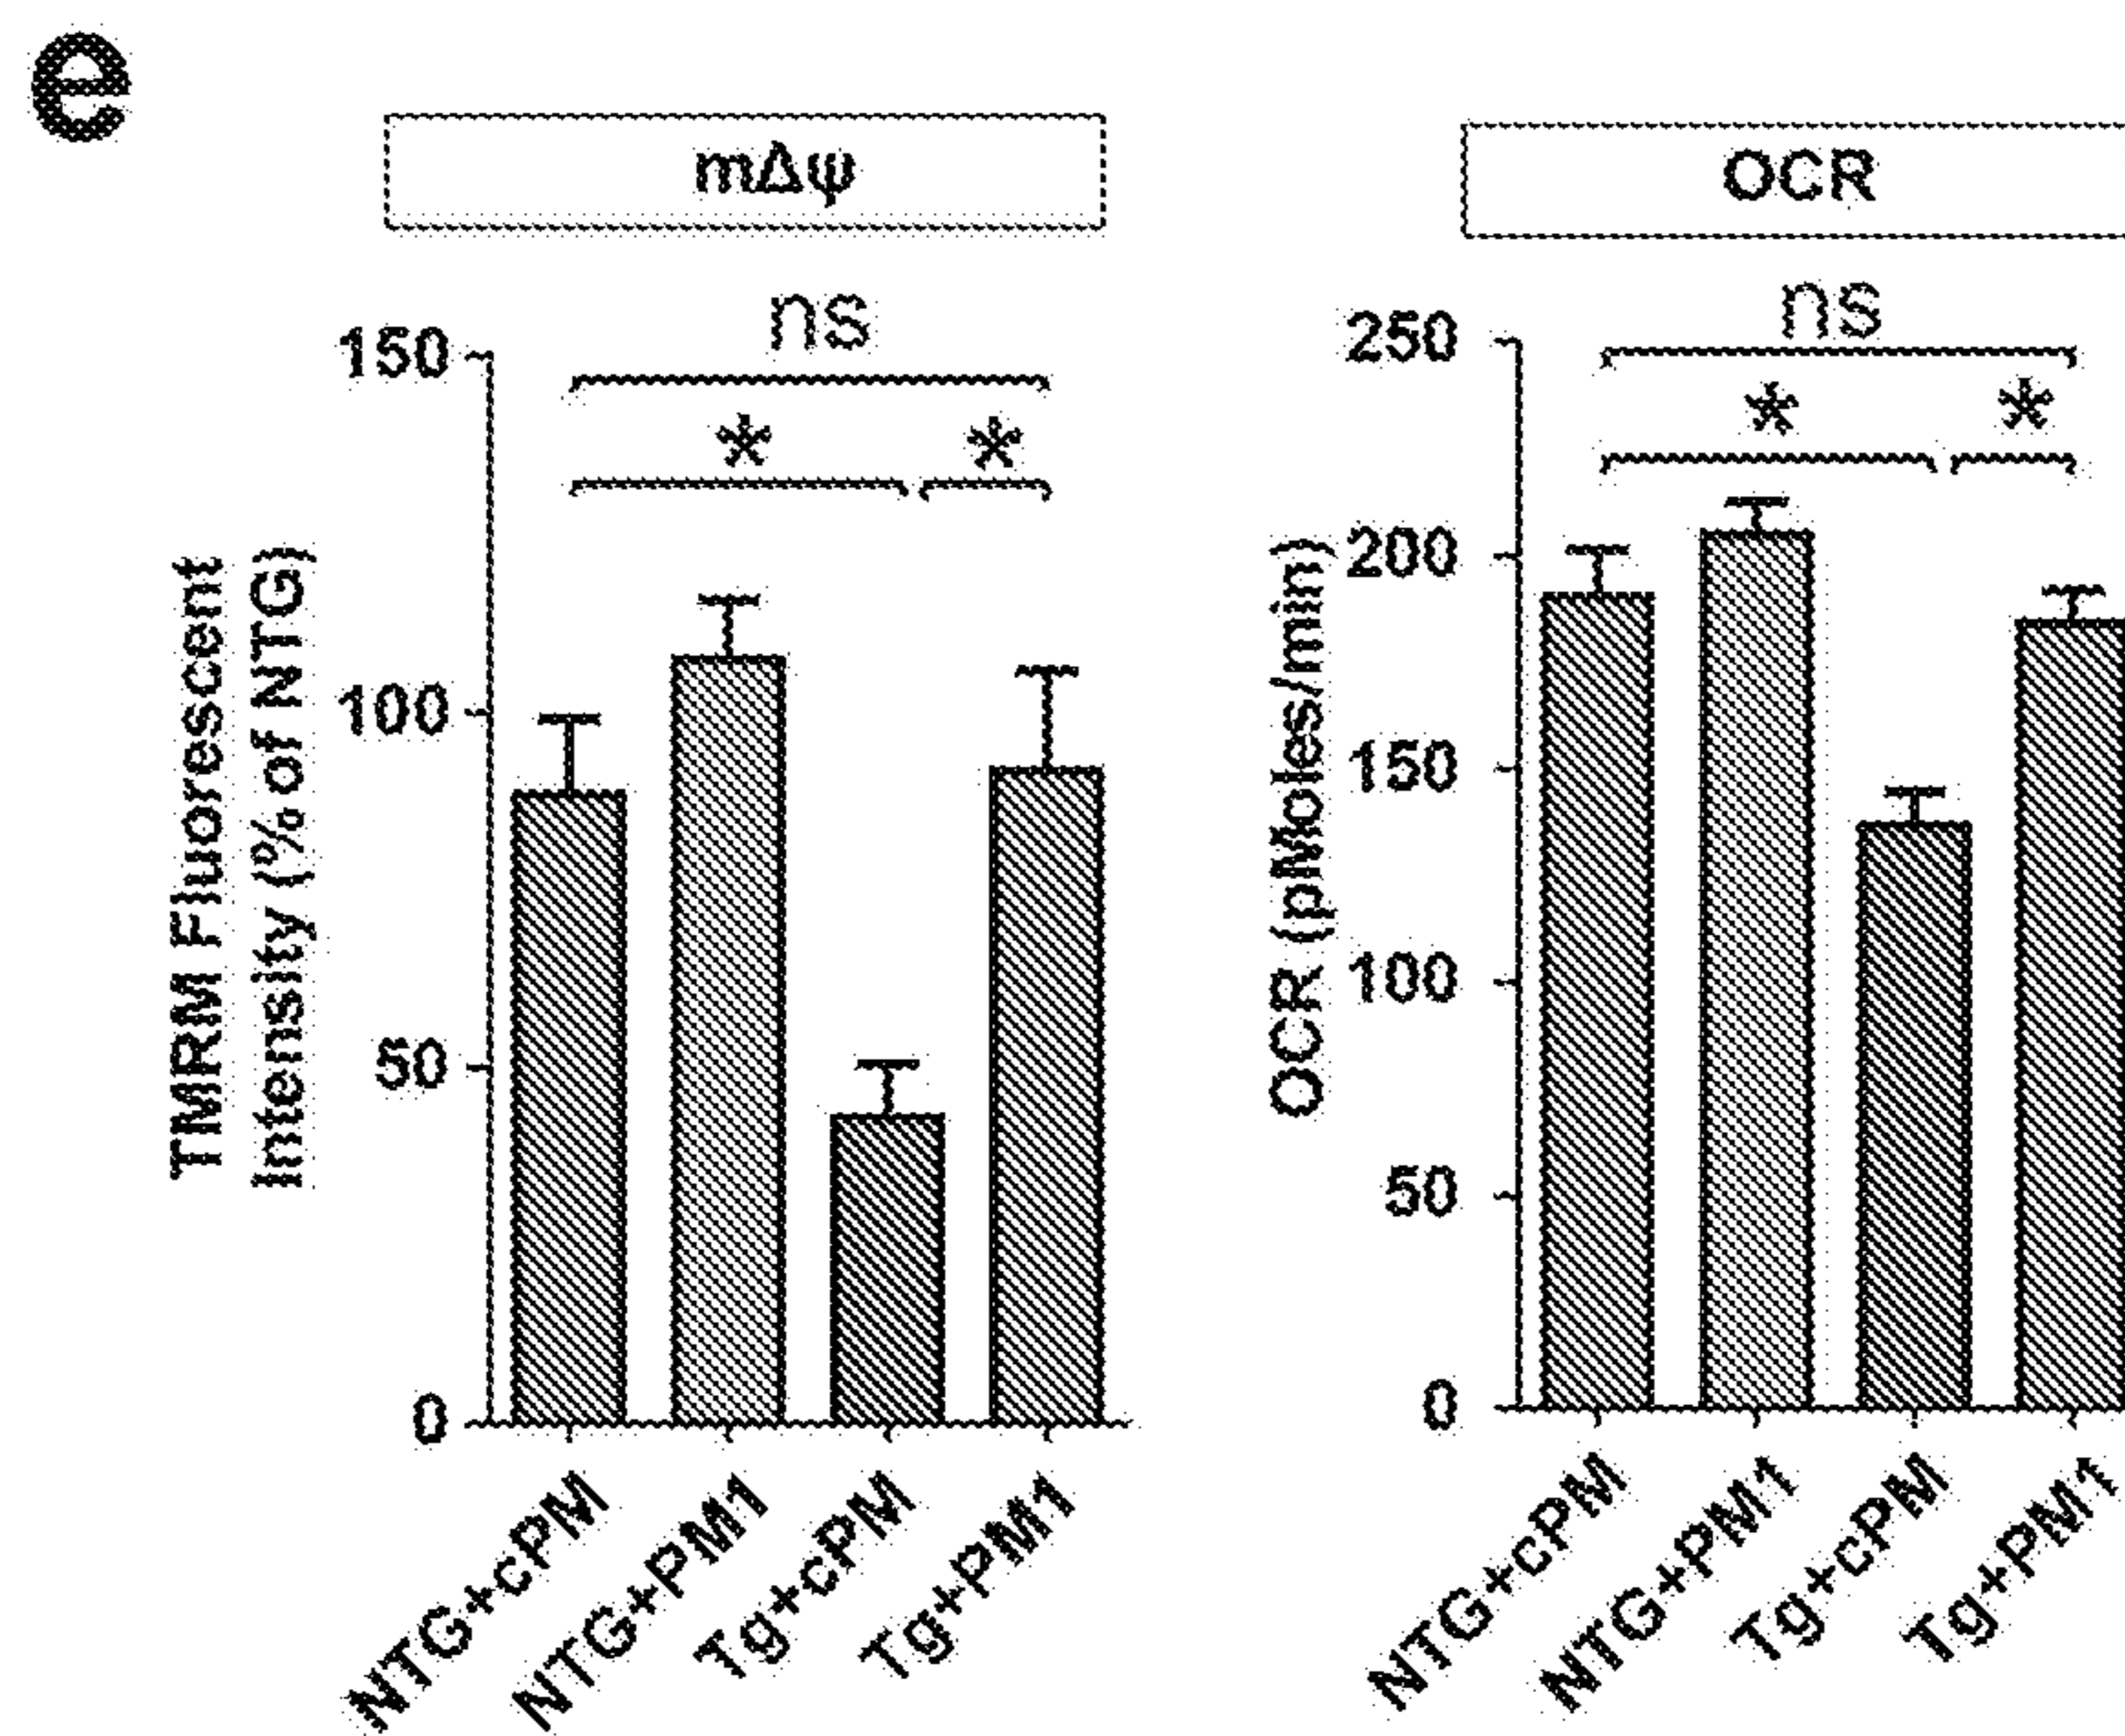 e
mΔψ
ns
* *
TMRM Fluorescent
Intensity (% of NTG)
150
100
50
0
NTG+cPM
NTG+PM1
Tg+cPM
Tg+PM1
OCR
ns
* *
OCR (pMoles/min)
250
200
150
100
50
0
NTG+cPM
NTG+PM1
Tg+cPM
Tg+PM1